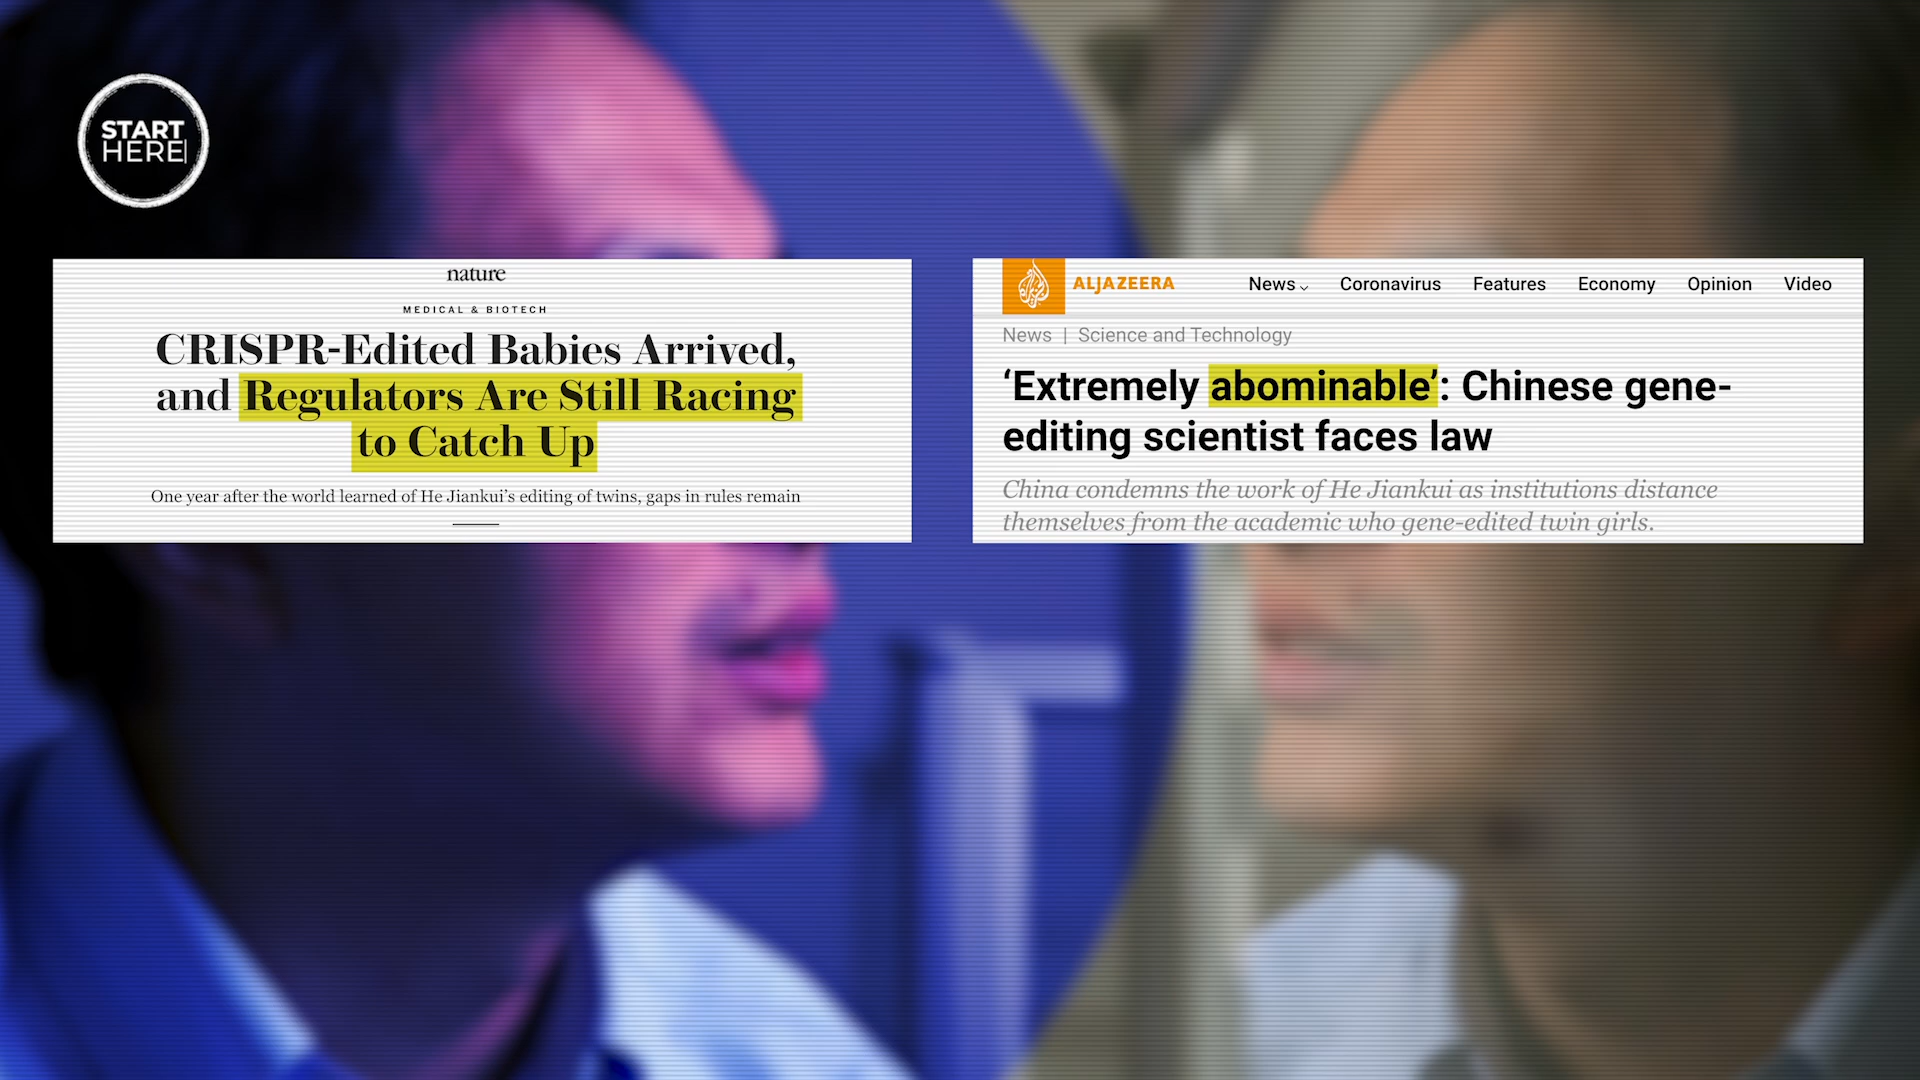 START
HERE
nature
MEDICAL & BIOTECH
CRISPR-Edited Babies Arrived,
and Regulators Are Still Racing
to Catch Up
One year after the world learned of He Jiankui's editing of twins, gaps in rules remain
ALJAZEERA
News Coronavirus Features Economy Opinion Video
News | Science and Technology
‘Extremely abominable’: Chinese gene-
editing scientist faces law
China condemns the work of He Jiankui as institutions distance
themselves from the academic who gene-edited twin girls.